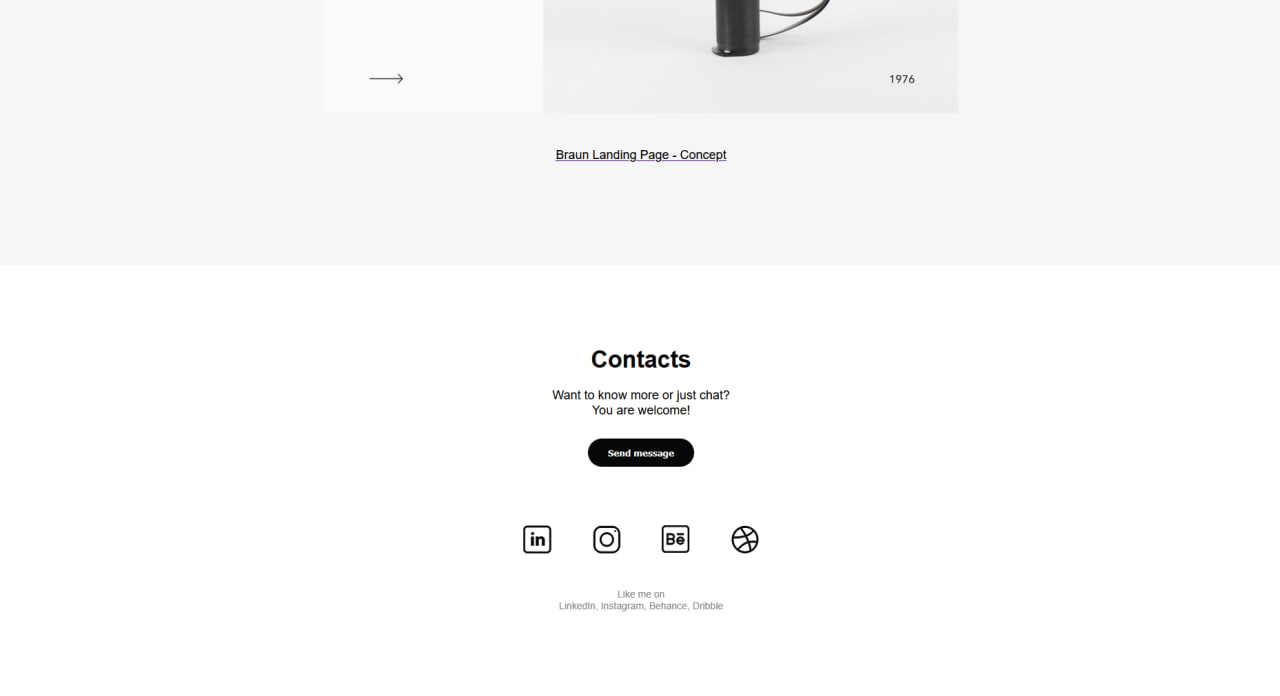 1976
Braun Landing Page - Concept
Contacts
Want to know more or just chat?
You are welcome!
Send message
in
Bē
Like me on
LinkedIn, Instagram, Behance, Dribble